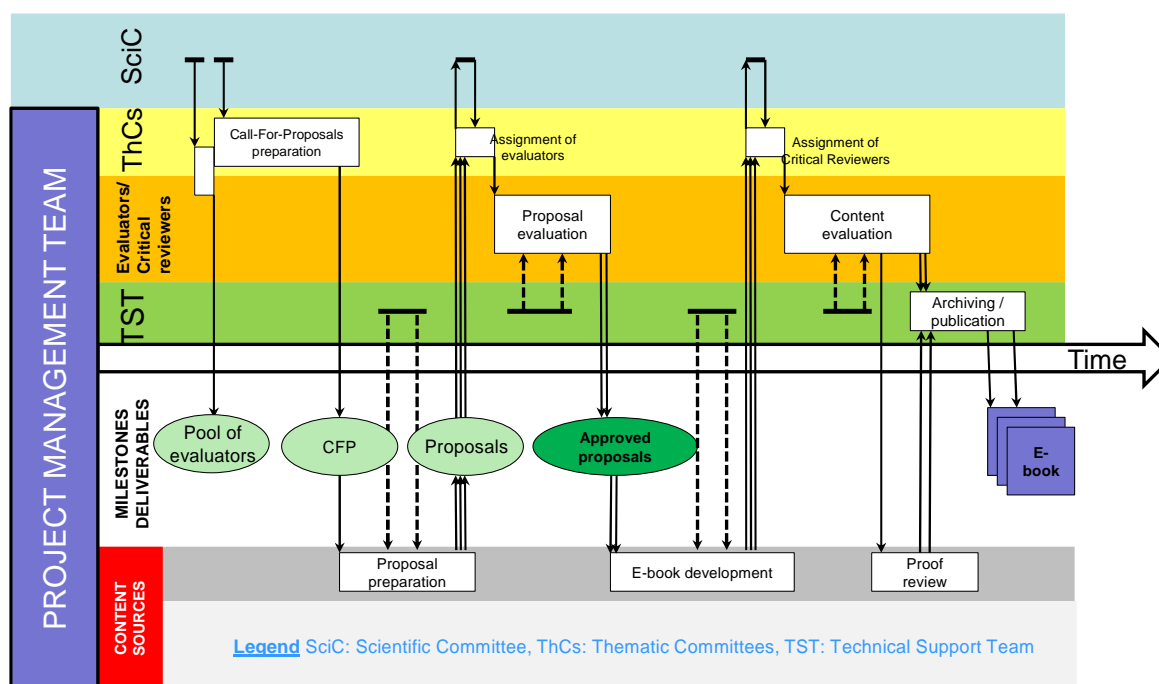 PROJECT MANAGEMENT TEAM
SciC
ThCs
Evaluators/
Critical
reviewers
TST
Call-For-Proposals
preparation
Assignment of
evaluators
Assignment of
Critical Reviewers
Proposal
evaluation
Content
evaluation
Archiving /
publication
Time
MILESTONES
DELIVERABLES
Pool of
evaluators
CFP
Proposals
Approved
proposals
E-
book
CONTENT
SOURCES
Proposal
preparation
E-book development
Proof
review
Legend SciC: Scientific Committee, ThCs: Thematic Committees, TST: Technical Support Team